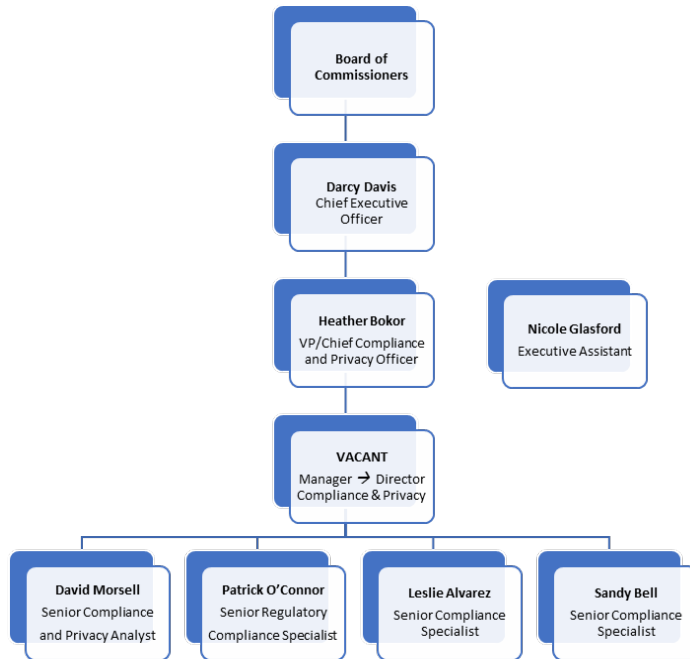 Board of
Commissioners
Darcy Davis
Chief Executive
Officer
Heather Bokor
VP/Chief Compliance
and Privacy Officer
Nicole Glasford
Executive Assistant
VACANT
Manager → Director
Compliance & Privacy
David Morsell
Senior Compliance
and Privacy Analyst
Patrick O’Connor
Senior Regulatory
Compliance Specialist
Leslie Alvarez
Senior Compliance
Specialist
Sandy Bell
Senior Compliance
Specialist